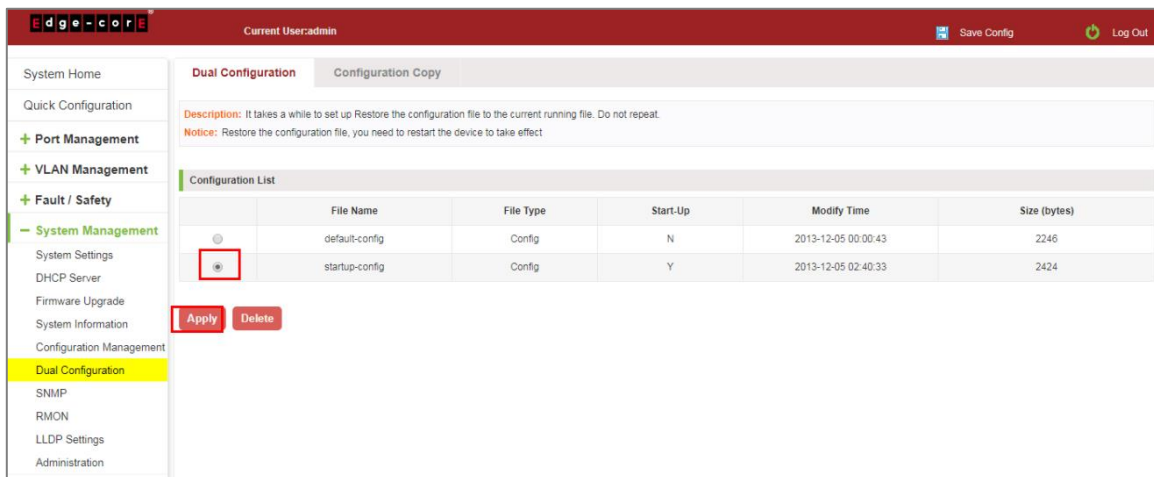 Edge-corE
Current User:admin
Save Config
Log Out
System Home
Quick Configuration
+ Port Management
+ VLAN Management
+ Fault / Safety
− System Management
System Settings
DHCP Server
Firmware Upgrade
System Information
Configuration Management
Dual Configuration
SNMP
RMON
LLDP Settings
Administration
Dual Configuration Configuration Copy
Description: It takes a while to set up Restore the configuration file to the current running file. Do not repeat.
Notice: Restore the configuration file, you need to restart the device to take effect
Configuration List
File Name File Type Start-Up Modify Time Size (bytes)
default-config Config N 2013-12-05 00:00:43 2246
startup-config Config Y 2013-12-05 02:40:33 2424
Apply Delete